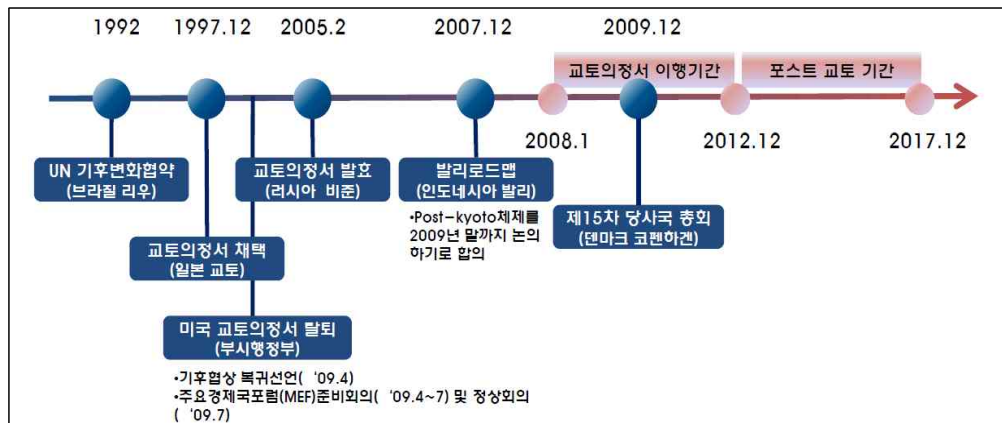 1992
1997.12
2005.2
2007.12
2009.12
교토의정서 이행기간
포스트 교토 기간
2008.1
2012.12
2017.12
UN 기후변화협약
(브라질 리우)
교토의정서 발효
(러시아 비준)
발리로드맵
(인도네시아 발리)
•Post-kyoto체제를
2009년 말까지 논의
하기로 합의
제15차 당사국 총회
(덴마크 코펜하겐)
교토의정서 채택
(일본 교토)
미국 교토의정서 탈퇴
(부시행정부)
•기후협상 복귀선언( ‘09.4)
•주요경제국포럼(MEF)준비회의( ‘09.4~7) 및 정상회의
( ‘09.7)